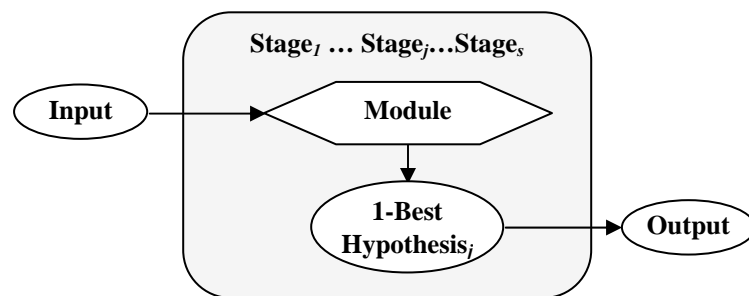 Stage1 … Stagej…Stages
Input
Module
1-Best
Hypothesisj
Output